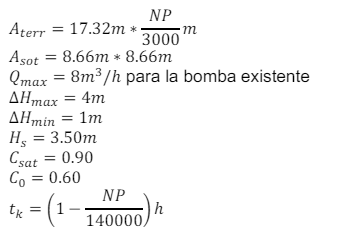 A_terr = 17.32m * NP/3000 m
A_sot = 8.66m * 8.66m
Q_max = 8m³/h para la bomba existente
ΔH_max = 4m
ΔH_min = 1m
H_s = 3.50m
C_sat = 0.90
C_0 = 0.60
t_k = (1 - NP/140000) h